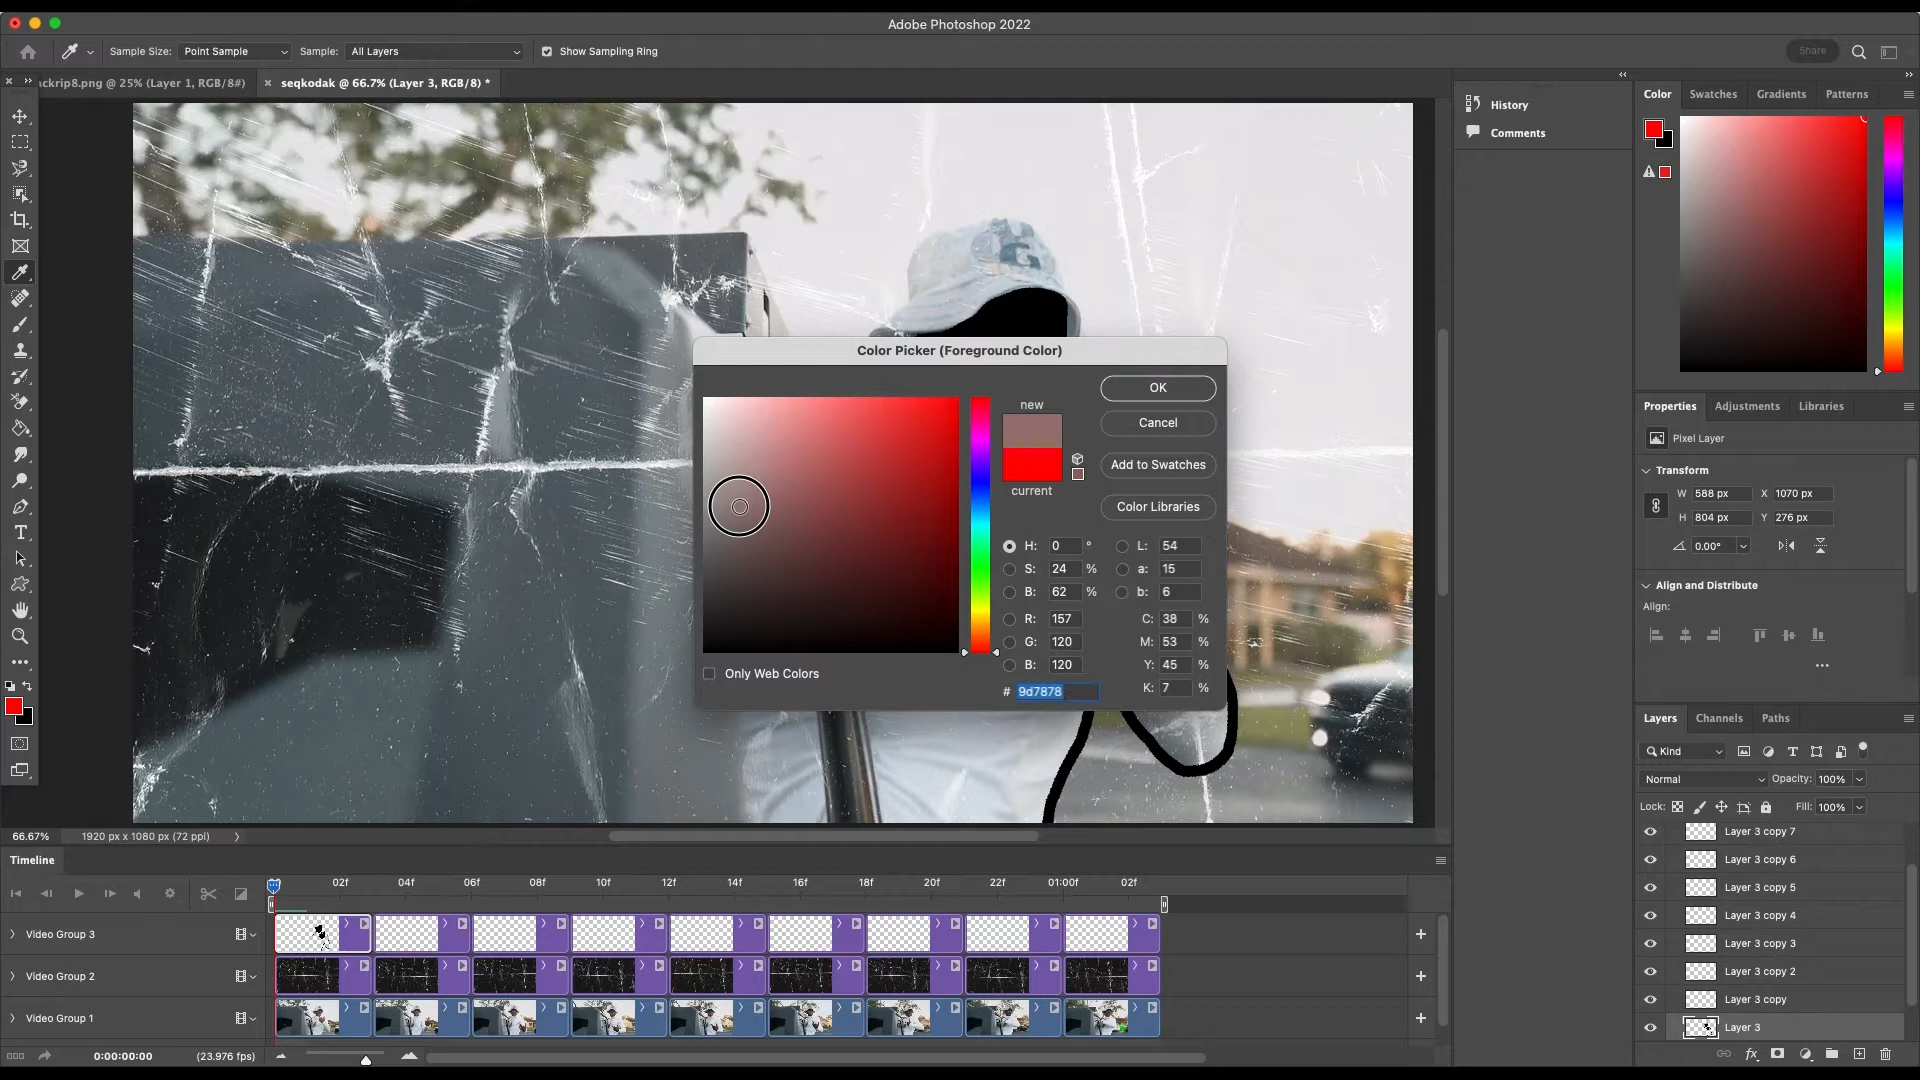 Adobe Photoshop 2022
Sample Size: Point Sample Sample: All Layers Show Sampling Ring Share
ckrip8.png @ 25% (Layer 1, RGB/8#) seqkodak @ 66.7% (Layer 3, RGB/8) *
History
Comments
Color Swatches Gradients Patterns
Color Picker (Foreground Color)
new
current
OK
Cancel
Add to Swatches
Color Libraries
H: 0 ° L: 54
S: 24 % a: 15
B: 62 % b: 6
R: 157 C: 38 %
G: 120 M: 53 %
B: 120 Y: 45 %
# 9d7878 K: 7 %
Only Web Colors
Properties Adjustments Libraries
Pixel Layer
Transform
W 588 px X 1070 px
H 804 px Y 276 px
0.00°
Align and Distribute
Align:
Layers Channels Paths
Kind
Normal Opacity: 100%
Lock: Fill: 100%
Layer 3 copy 7
Layer 3 copy 6
Layer 3 copy 5
Layer 3 copy 4
Layer 3 copy 3
Layer 3 copy 2
Layer 3 copy
Layer 3
66.67% 1920 px x 1080 px (72 ppi)
Timeline
02f 04f 06f 08f 10f 12f 14f 16f 18f 20f 22f 01:00f 02f
Video Group 3
Video Group 2
Video Group 1
0:00:00:00 (23.976 fps)